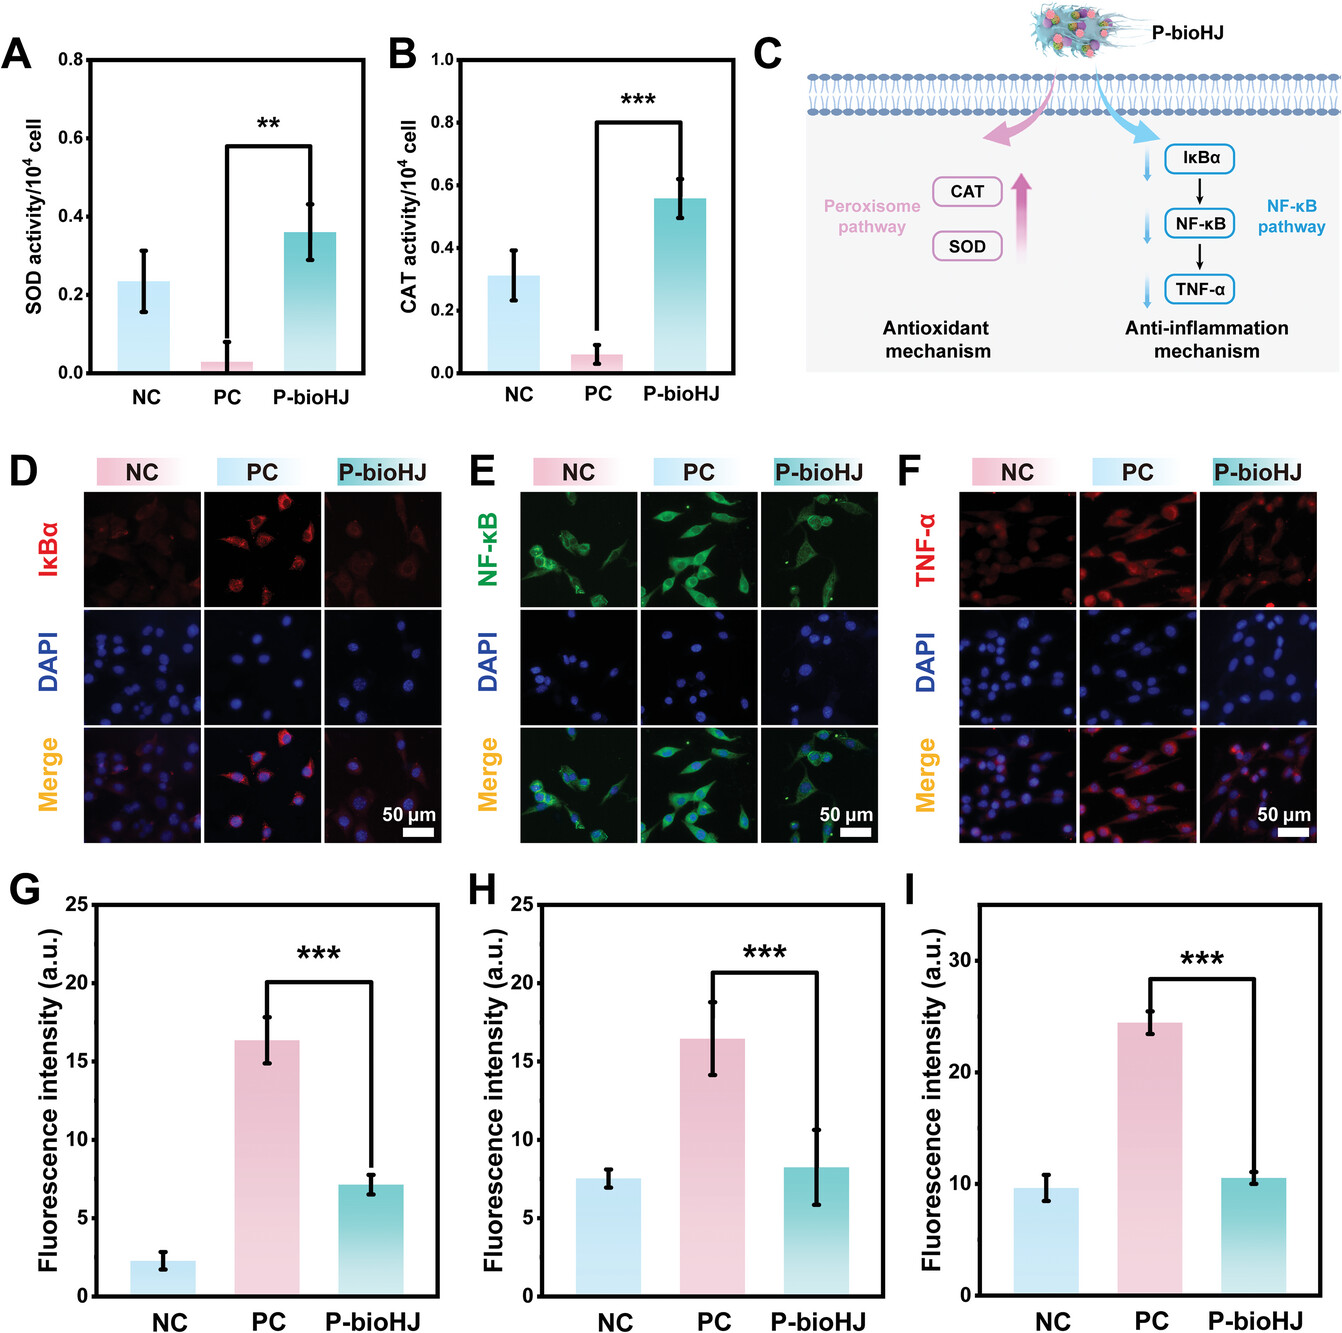 A
SOD activity/10⁴ cell
0.8
0.6
0.4
0.2
0.0
**
NC
PC
P-bioHJ
B
CAT activity/10⁴ cell
1.0
0.8
0.6
0.4
0.2
0.0
***
NC
PC
P-bioHJ
C
P-bioHJ
Peroxisome
pathway
CAT
SOD
Antioxidant
mechanism
IκBα
NF-κB
TNF-α
NF-κB
pathway
Anti-inflammation
mechanism
D
NC
PC
P-bioHJ
IκBα
DAPI
Merge
50 μm
E
NC
PC
P-bioHJ
NF-κB
DAPI
Merge
50 μm
F
NC
PC
P-bioHJ
TNF-α
DAPI
Merge
50 μm
G
Fluorescence intensity (a.u.)
25
20
15
10
5
0
***
NC
PC
P-bioHJ
H
Fluorescence intensity (a.u.)
25
20
15
10
5
0
***
NC
PC
P-bioHJ
I
Fluorescence intensity (a.u.)
30
20
10
0
***
NC
PC
P-bioHJ